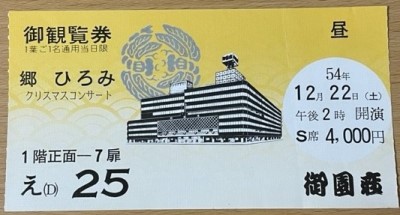 御観覧券
1葉ご1名通用当日限
郷 ひろみ
クリスマスコンサート
昼
54年
12月22日(土)
午後2時 開演
S席 4,000円
1階正面—7扉
え(D) 25
御園座